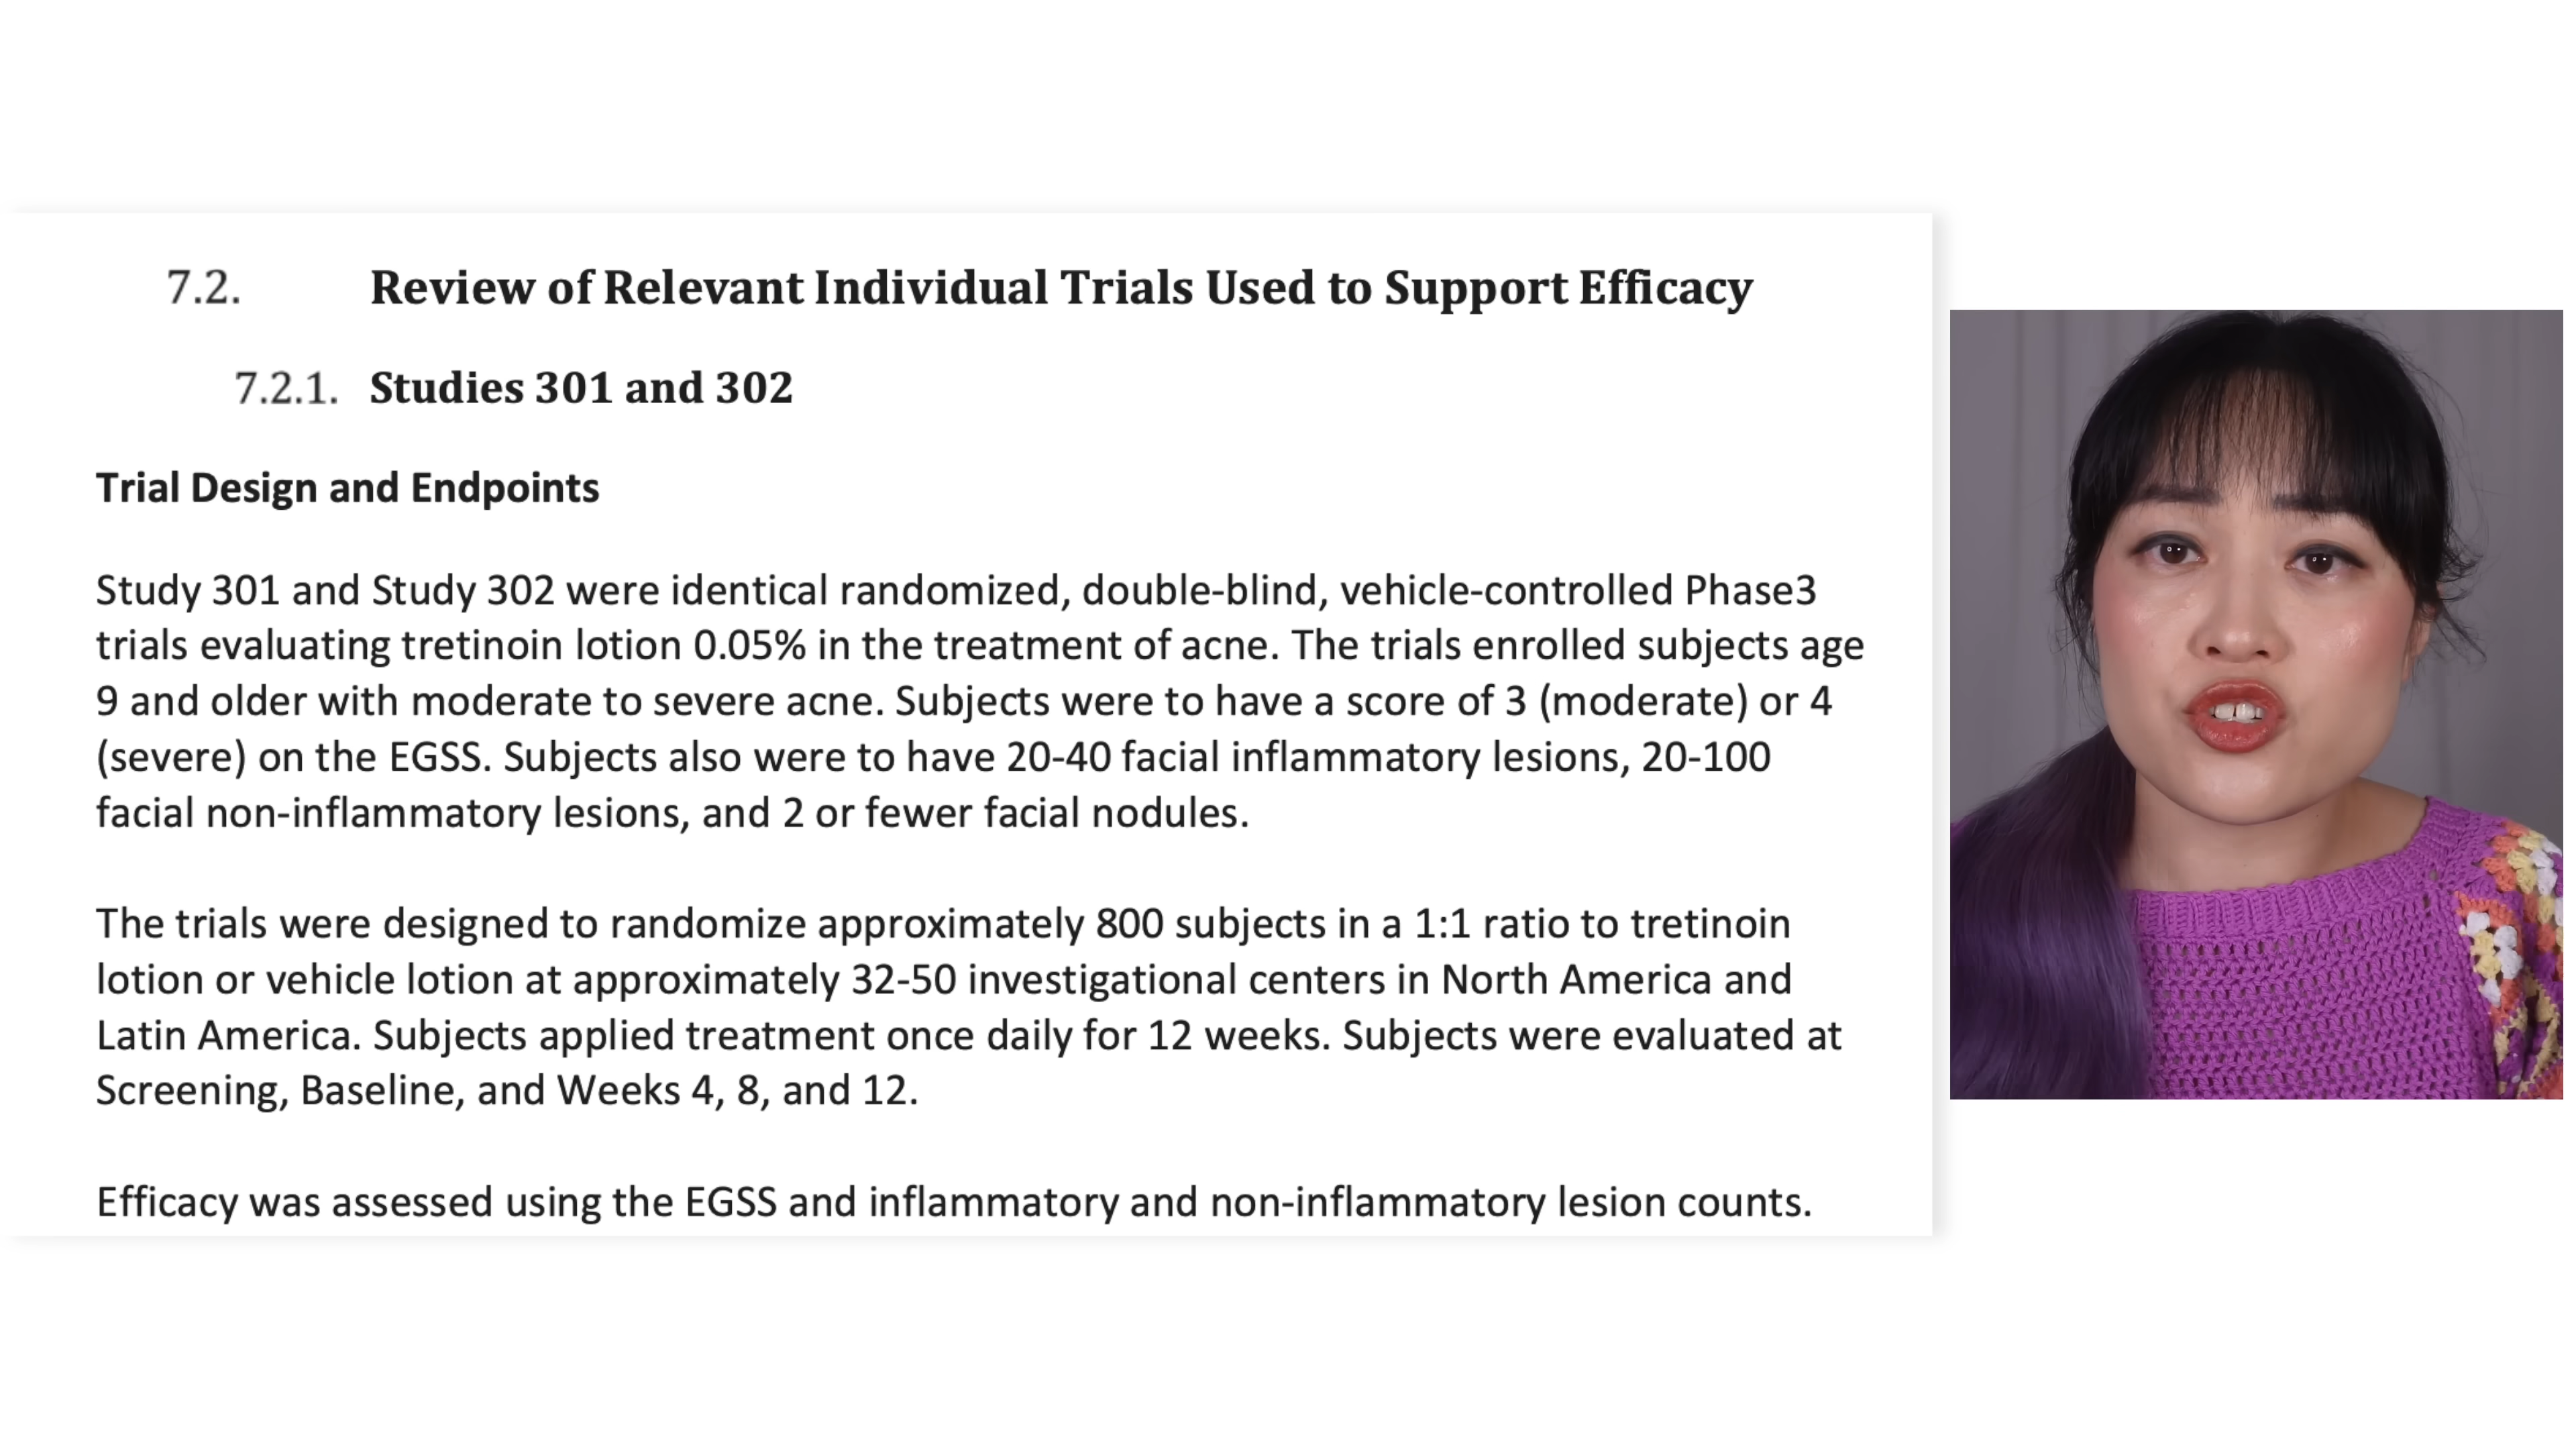 7.2. Review of Relevant Individual Trials Used to Support Efficacy
7.2.1. Studies 301 and 302
Trial Design and Endpoints
Study 301 and Study 302 were identical randomized, double-blind, vehicle-controlled Phase3
trials evaluating tretinoin lotion 0.05% in the treatment of acne. The trials enrolled subjects age
9 and older with moderate to severe acne. Subjects were to have a score of 3 (moderate) or 4
(severe) on the EGSS. Subjects also were to have 20-40 facial inflammatory lesions, 20-100
facial non-inflammatory lesions, and 2 or fewer facial nodules.
The trials were designed to randomize approximately 800 subjects in a 1:1 ratio to tretinoin
lotion or vehicle lotion at approximately 32-50 investigational centers in North America and
Latin America. Subjects applied treatment once daily for 12 weeks. Subjects were evaluated at
Screening, Baseline, and Weeks 4, 8, and 12.
Efficacy was assessed using the EGSS and inflammatory and non-inflammatory lesion counts.